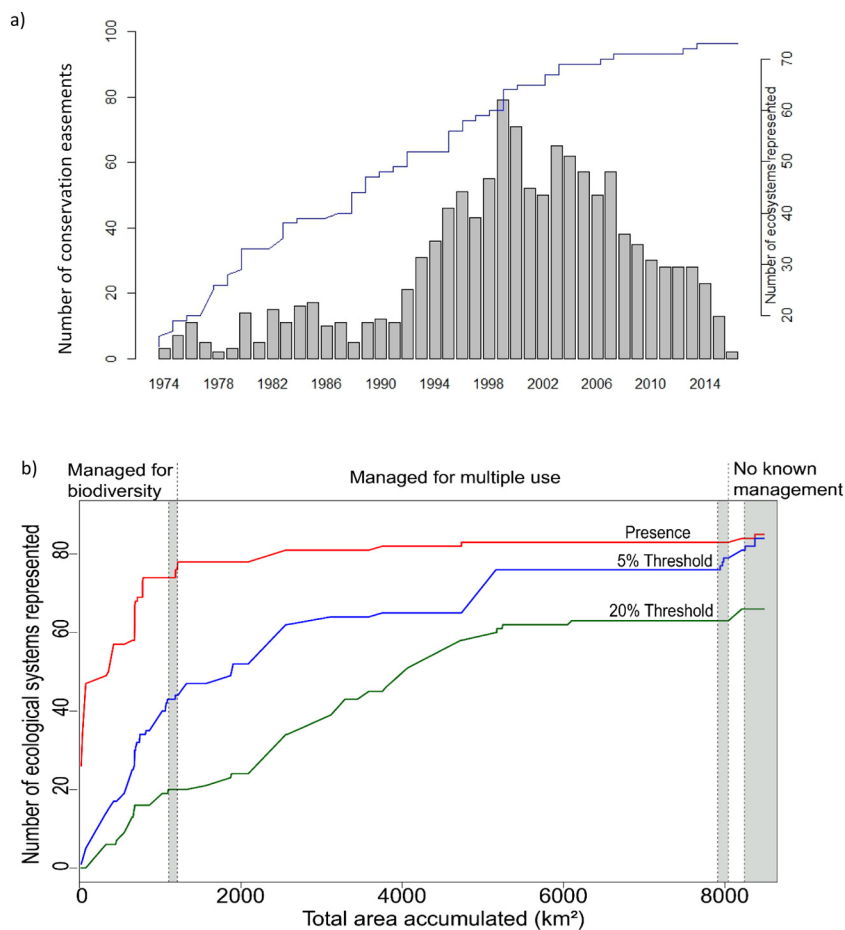 a)
Number of conservation easements
100
80
60
40
20
0
1974 1978 1982 1986 1990 1994 1998 2002 2006 2010 2014
70
60
50
40
30
20
Number of ecosystems represented
b)
Managed for
biodiversity
Managed for multiple use
No known
management
Number of ecological systems represented
80
60
40
20
0
Presence
5% Threshold
20% Threshold
0 2000 4000 6000 8000
Total area accumulated (km²)